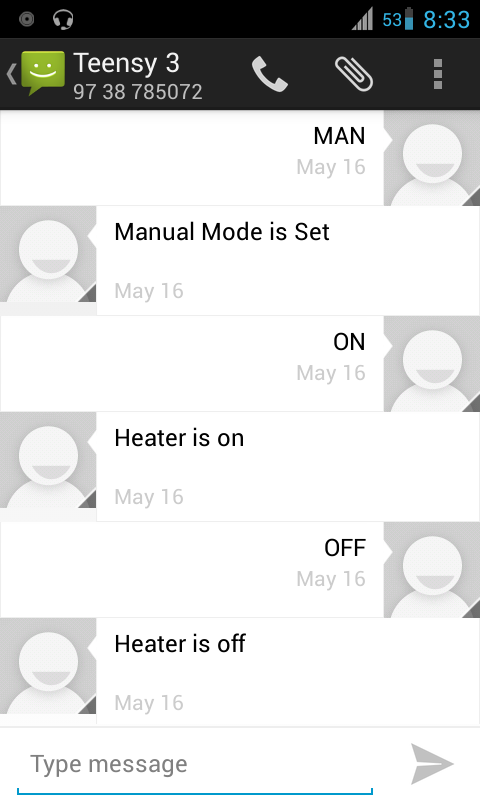 53 8:33
Teensy 3
97 38 785072
MAN
May 16
Manual Mode is Set
May 16
ON
May 16
Heater is on
May 16
OFF
May 16
Heater is off
May 16
Type message